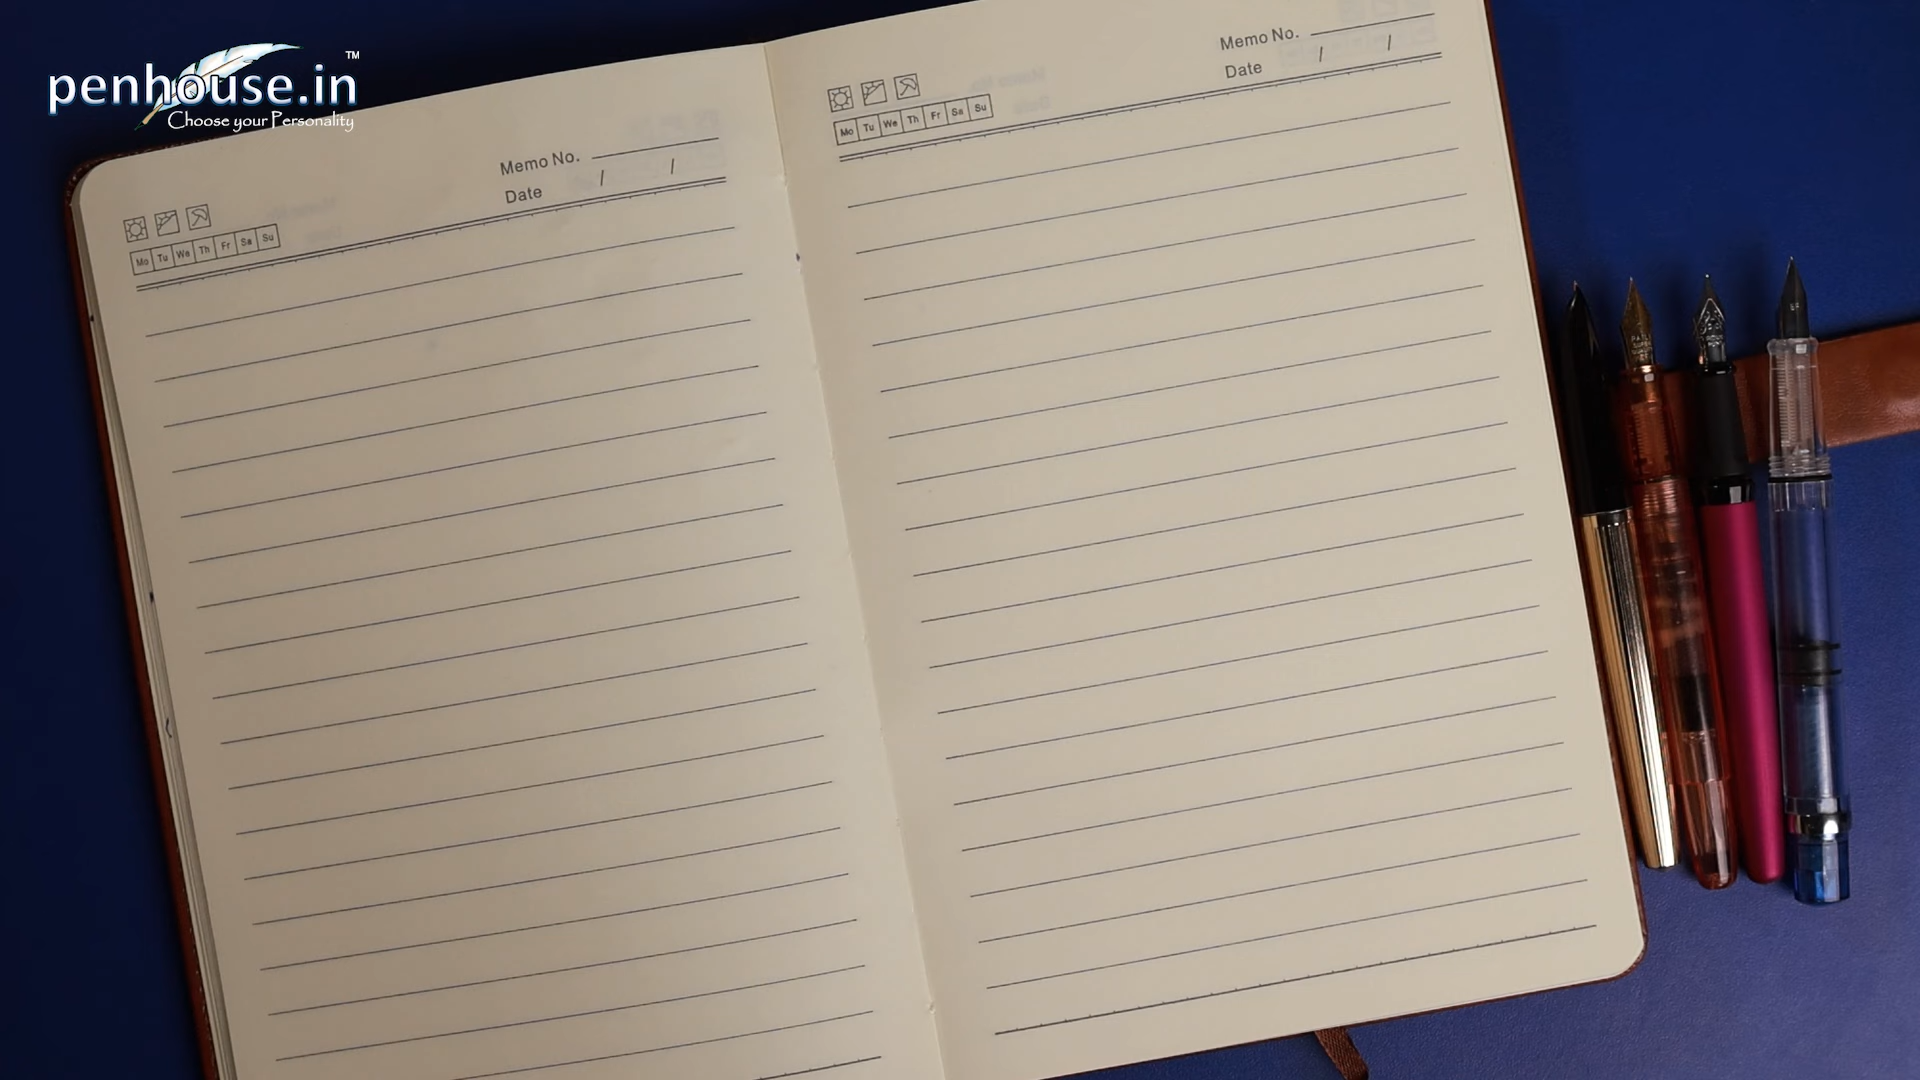 penhouse.in™
Choose your Personality
Memo No.
Date / /
Mo Tu We Th Fr Sa Su
Memo No.
Date / /
Mo Tu We Th Fr Sa Su